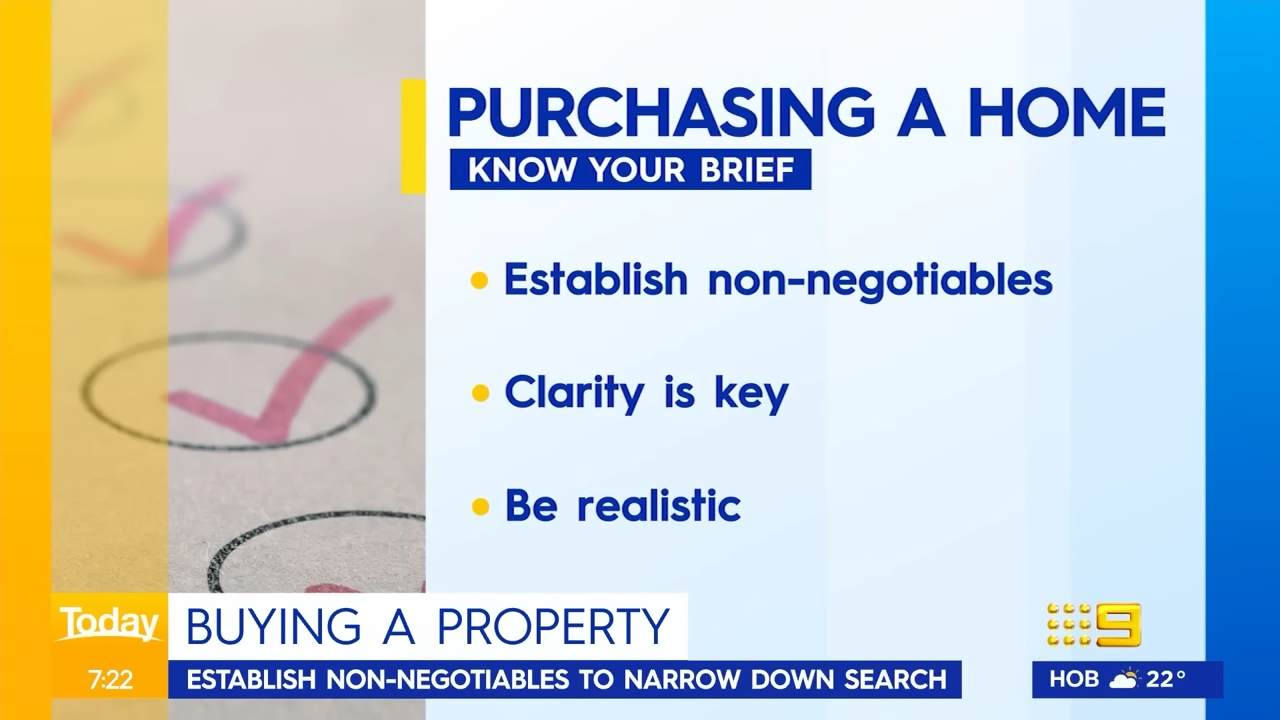 PURCHASING A HOME
KNOW YOUR BRIEF
Establish non-negotiables
Clarity is key
Be realistic
Today
BUYING A PROPERTY
9
7:22
ESTABLISH NON-NEGOTIABLES TO NARROW DOWN SEARCH
HOB 22°